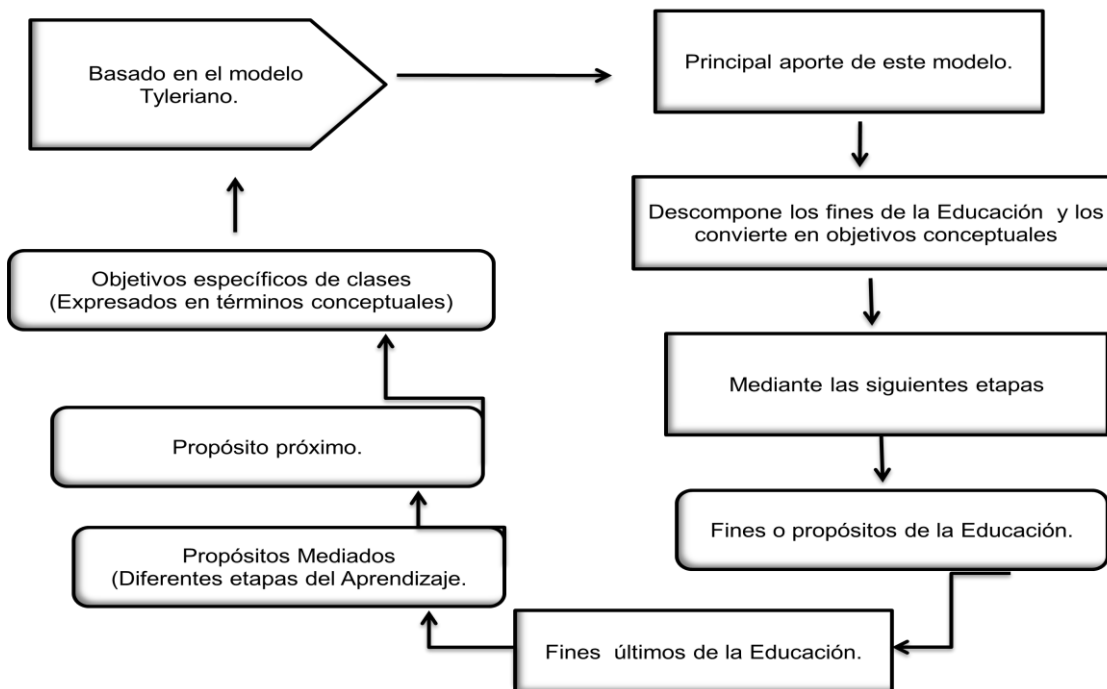 Basado en el modelo
Tyleriano.
Principal aporte de este modelo.
Descompone los fines de la Educación y los
convierte en objetivos conceptuales
Mediante las siguientes etapas
Fines o propósitos de la Educación.
Fines últimos de la Educación.
Propósitos Mediados
(Diferentes etapas del Aprendizaje.
Propósito próximo.
Objetivos específicos de clases
(Expresados en términos conceptuales)